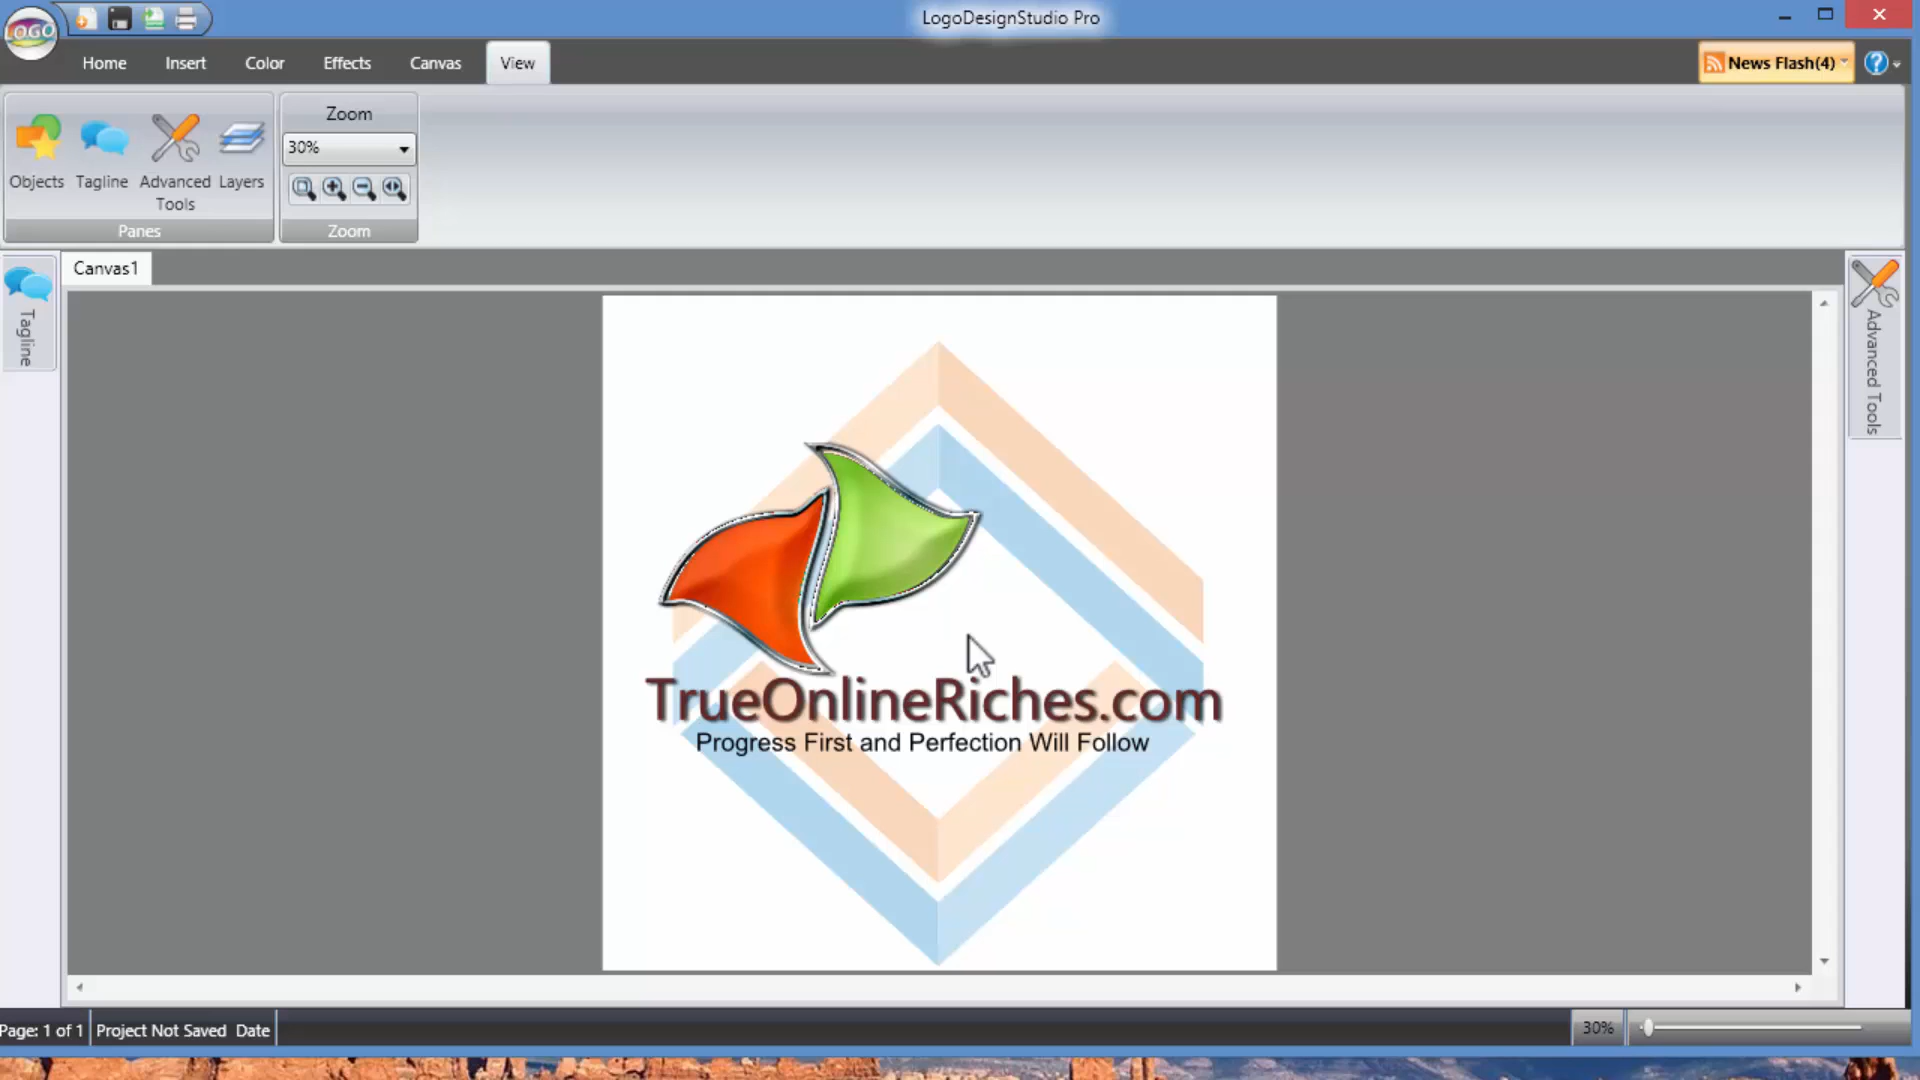 LogoDesignStudio Pro
LOGO
Home Insert Color Effects Canvas View
News Flash(4)
Zoom
30%
Objects Tagline Advanced Tools Layers
Panes
Zoom
Canvas1
Tagline
Advanced Tools
TrueOnlineRiches.com
Progress First and Perfection Will Follow
Page: 1 of 1 Project Not Saved Date
30%